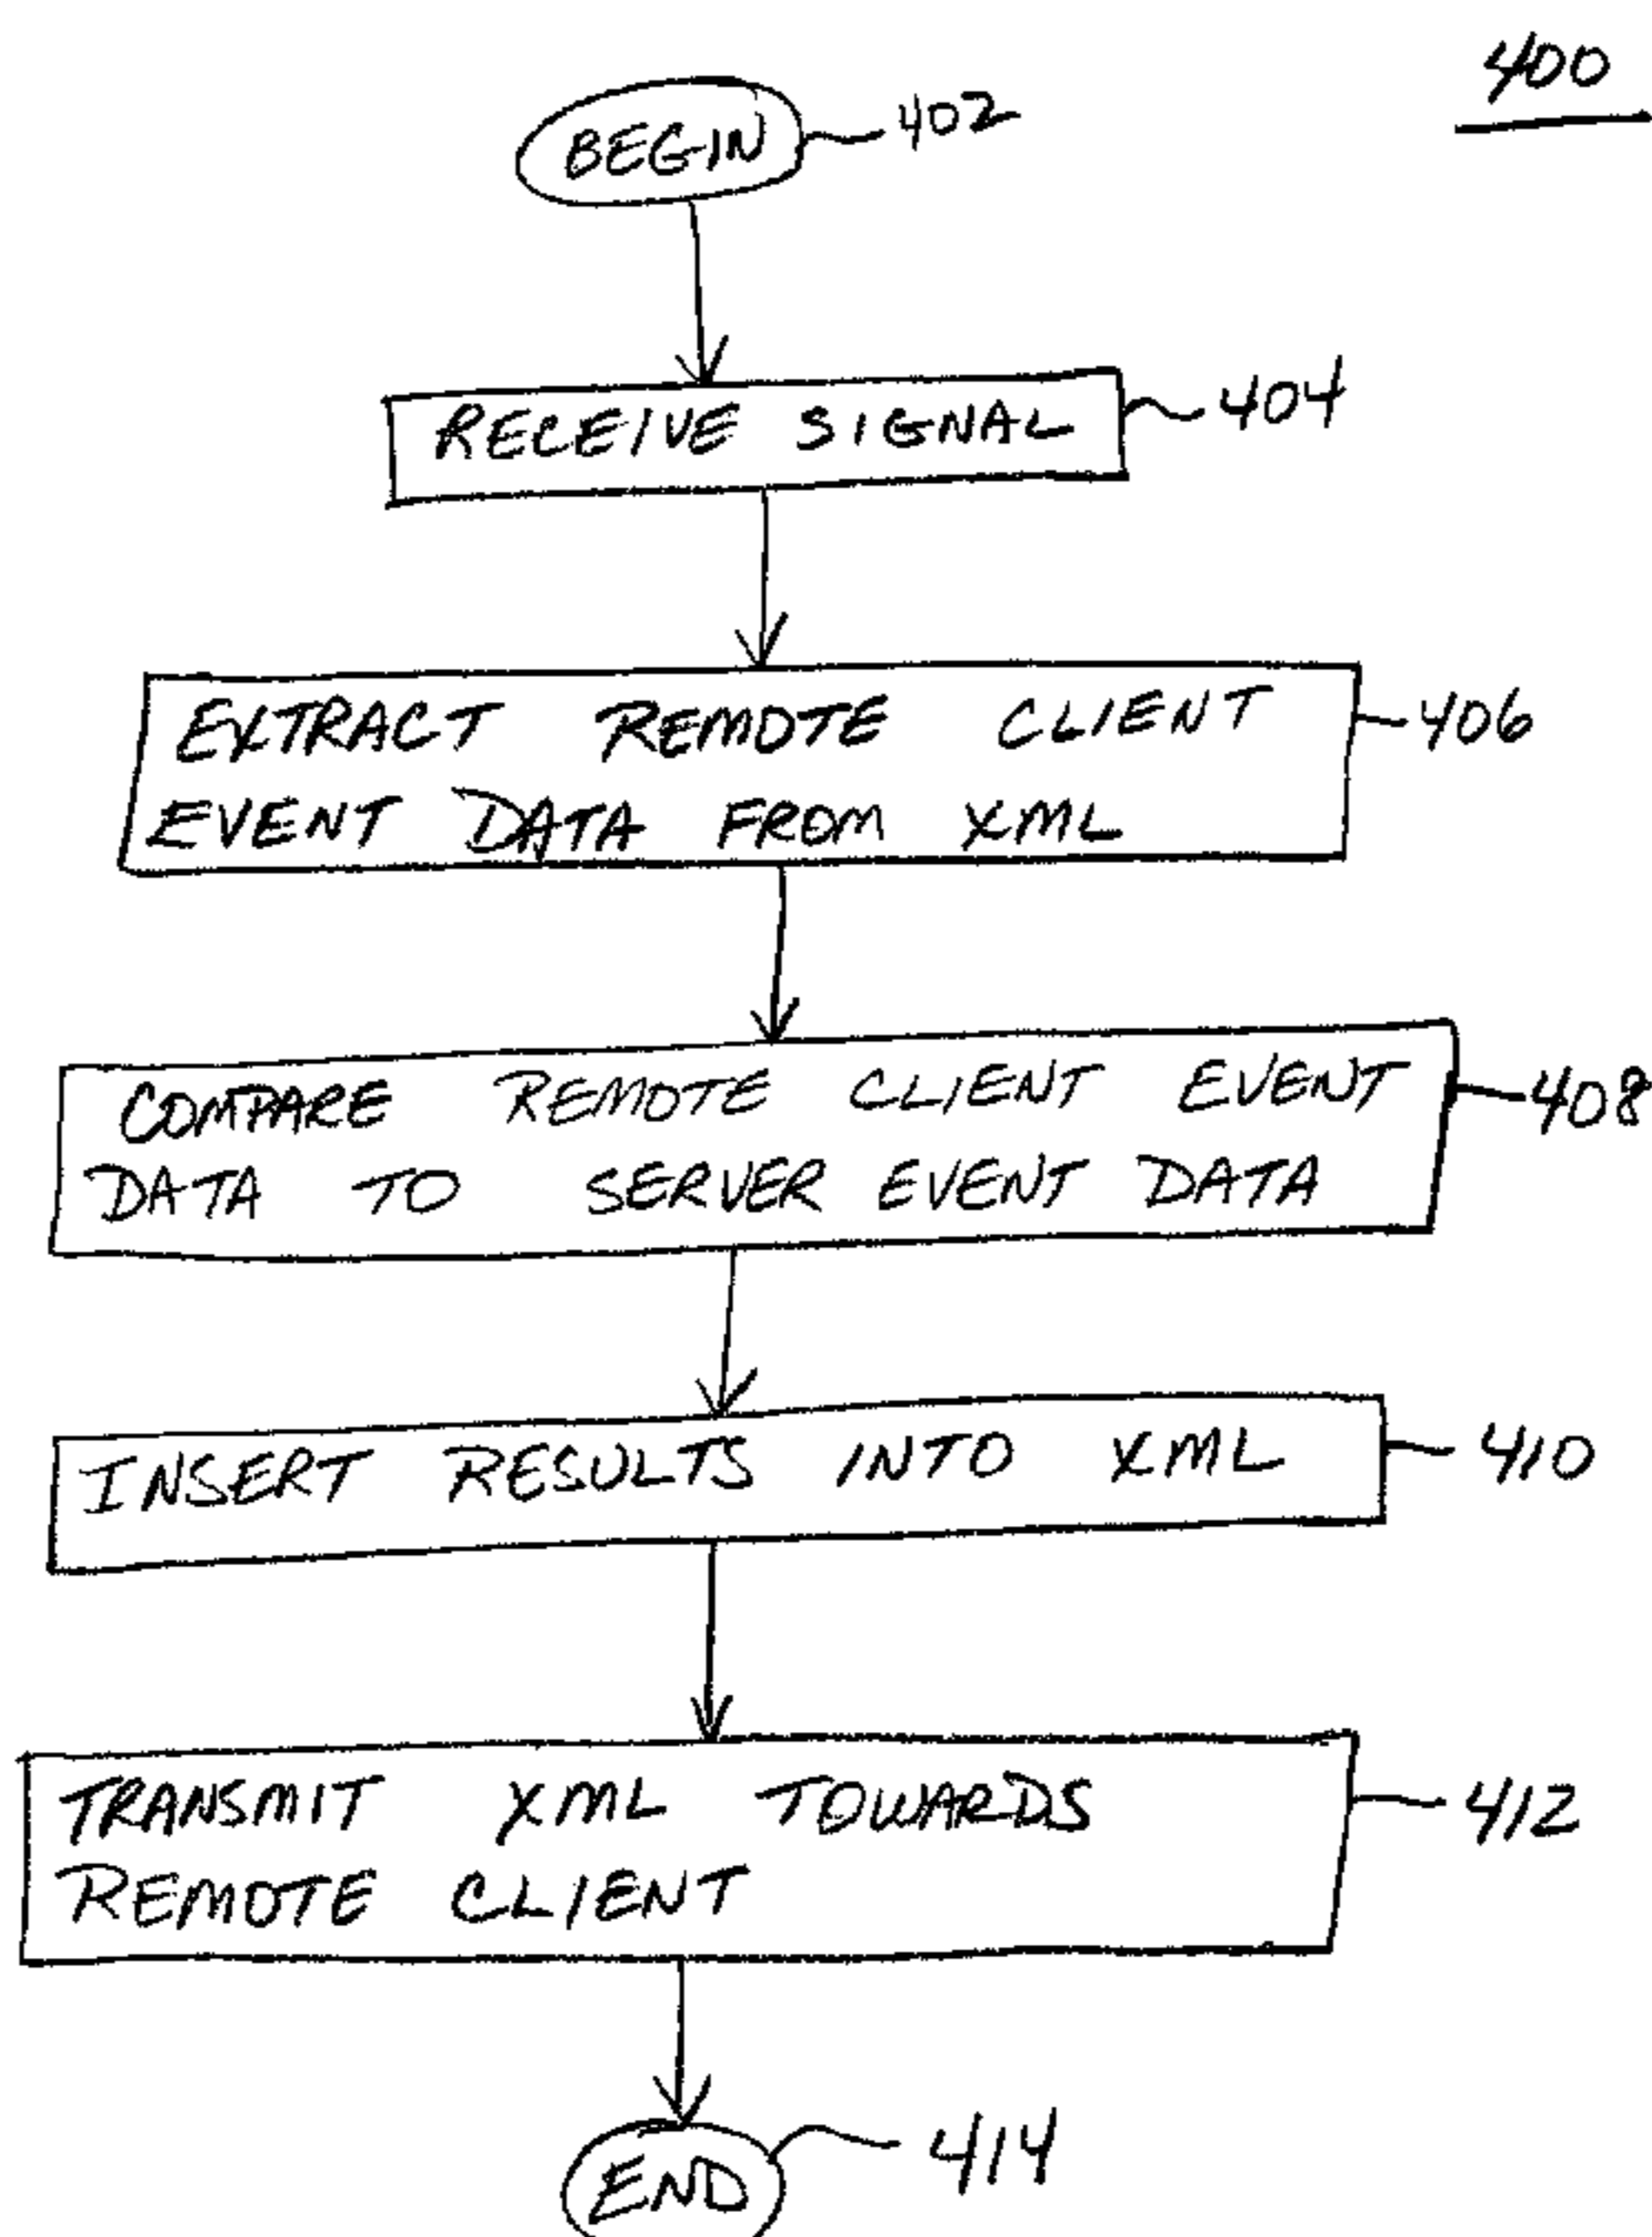 400
BEGIN 402
RECEIVE SIGNAL 404
EXTRACT REMOTE CLIENT 406
EVENT DATA FROM XML
COMPARE REMOTE CLIENT EVENT 408
DATA TO SERVER EVENT DATA
INSERT RESULTS INTO XML 410
TRANSMIT XML TOWARDS 412
REMOTE CLIENT
END 414